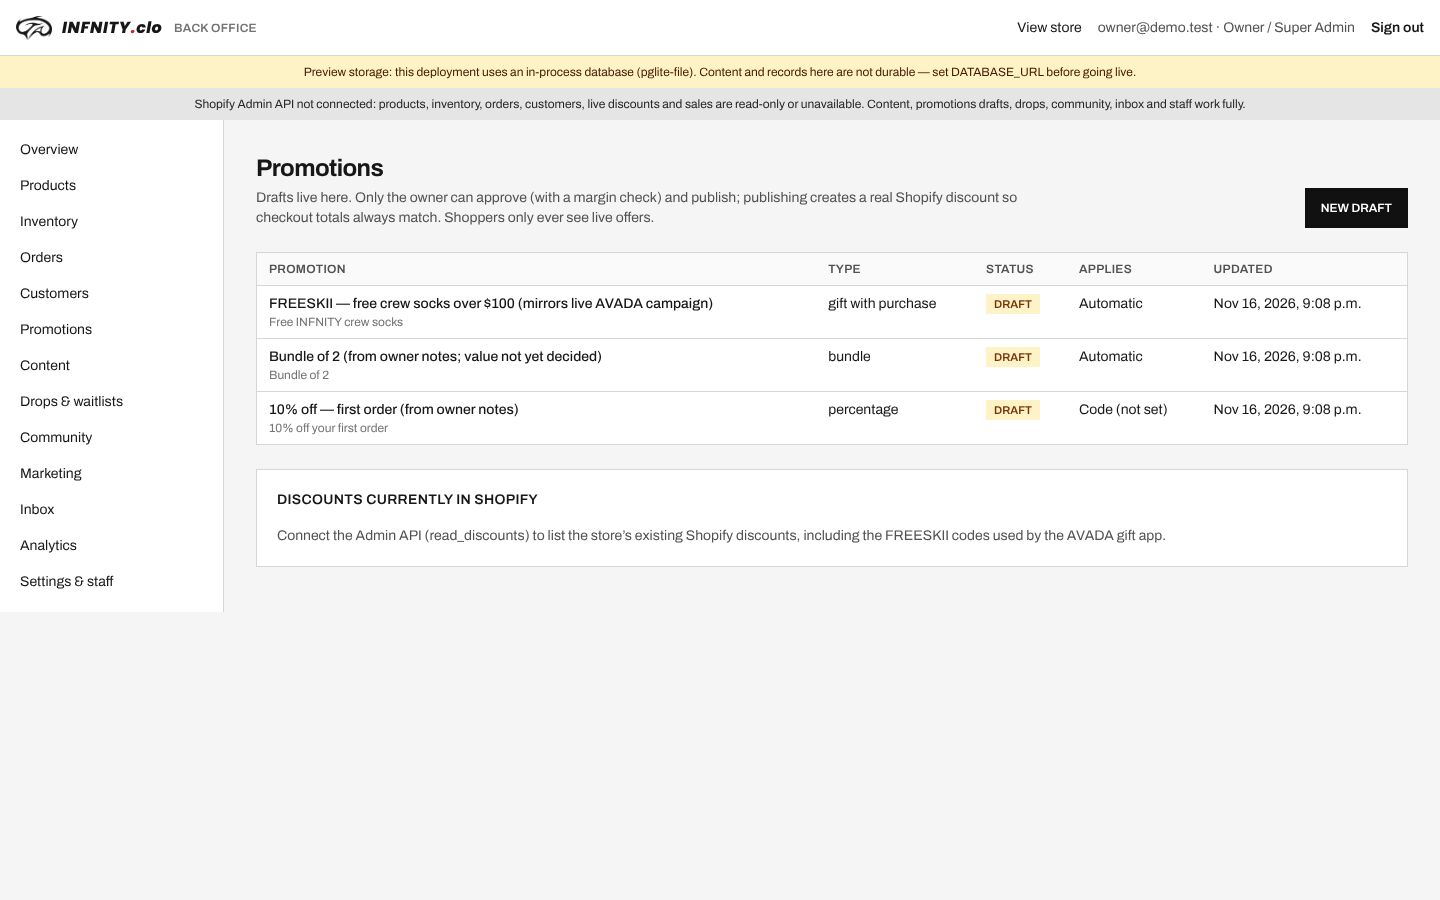 INFNITY.clo BACK OFFICE
View store owner@demo.test · Owner / Super Admin Sign out
Preview storage: this deployment uses an in-process database (pglite-file). Content and records here are not durable — set DATABASE_URL before going live.
Shopify Admin API not connected: products, inventory, orders, customers, live discounts and sales are read-only or unavailable. Content, promotions drafts, drops, community, inbox and staff work fully.
Overview
Products
Inventory
Orders
Customers
Promotions
Content
Drops & waitlists
Community
Marketing
Inbox
Analytics
Settings & staff
Promotions
Drafts live here. Only the owner can approve (with a margin check) and publish; publishing creates a real Shopify discount so
checkout totals always match. Shoppers only ever see live offers.
NEW DRAFT
PROMOTION TYPE STATUS APPLIES UPDATED
FREESKII — free crew socks over $100 (mirrors live AVADA campaign) gift with purchase DRAFT Automatic Nov 16, 2026, 9:08 p.m.
Free INFNITY crew socks
Bundle of 2 (from owner notes; value not yet decided) bundle DRAFT Automatic Nov 16, 2026, 9:08 p.m.
Bundle of 2
10% off — first order (from owner notes) percentage DRAFT Code (not set) Nov 16, 2026, 9:08 p.m.
10% off your first order
DISCOUNTS CURRENTLY IN SHOPIFY
Connect the Admin API (read_discounts) to list the store's existing Shopify discounts, including the FREESKII codes used by the AVADA gift app.